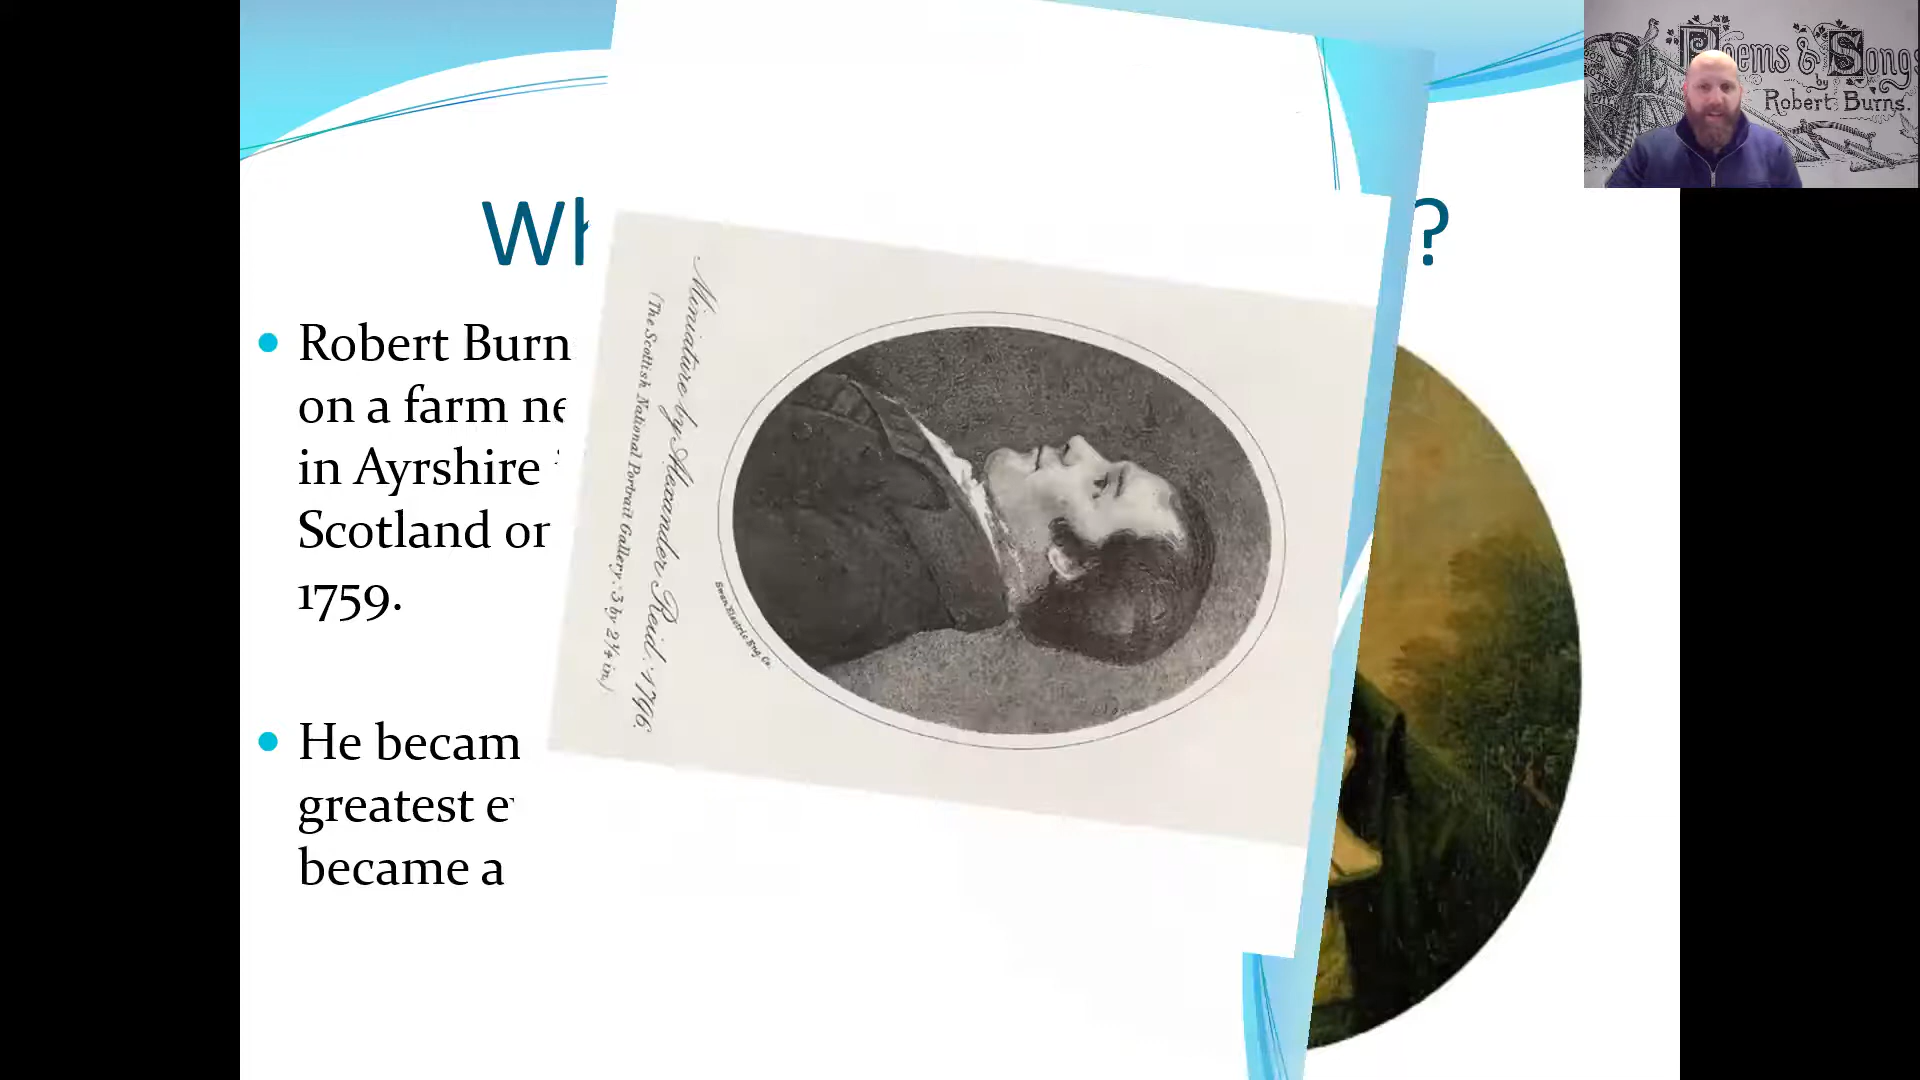 Wh ?
Robert Burn
on a farm ne
in Ayrshire
Scotland or
1759.
He becam
greatest e
became a
Miniature by Alexander Reid. 1796.
(The Scottish National Portrait Gallery. 3 by 2¼ in.)
Swan Electric Eng. Co.
Poems & Songs
by
Robert Burns.